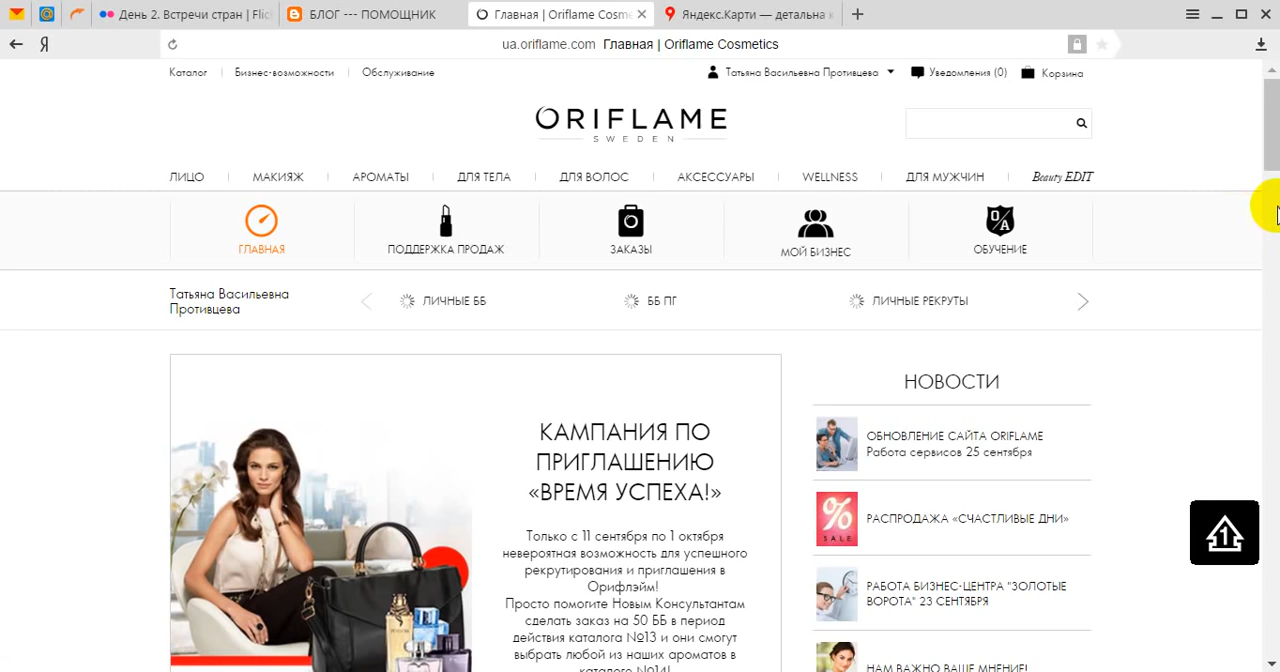 День 2. Встречи стран | Flic
БЛОГ --- ПОМОЩНИК
Главная | Oriflame Cosme
Яндекс.Карти — детальна к
Я
ua.oriflame.com Главная | Oriflame Cosmetics
Каталог
Бизнес-возможности
Обслуживание
Татьяна Васильевна Противцева
Уведомления (0)
Корзина
ORIFLAME
SWEDEN
ЛИЦО
МАКИЯЖ
АРОМАТЫ
ДЛЯ ТЕЛА
ДЛЯ ВОЛОС
АКСЕССУАРЫ
WELLNESS
ДЛЯ МУЖЧИН
Beauty EDIT
ГЛАВНАЯ
ПОДДЕРЖКА ПРОДАЖ
ЗАКАЗЫ
МОЙ БИЗНЕС
OA
ОБУЧЕНИЕ
Татьяна Васильевна
Противцева
ЛИЧНЫЕ ББ
ББ ПГ
ЛИЧНЫЕ РЕКРУТЫ
КАМПАНИЯ ПО
ПРИГЛАШЕНИЮ
«ВРЕМЯ УСПЕХА!»
Только с 11 сентября по 1 октября
невероятная возможность для успешного
рекрутирования и приглашения в
Орифлэйм!
Просто помогите Новым Консультантам
сделать заказ на 50 ББ в период
действия каталога №13 и они смогут
выбрать любой из наших ароматов в
каталоге №14!
НОВОСТИ
ОБНОВЛЕНИЕ САЙТА ORIFLAME
Работа сервисов 25 сентября
%
SALE
РАСПРОДАЖА «СЧАСТЛИВЫЕ ДНИ»
РАБОТА БИЗНЕС-ЦЕНТРА "ЗОЛОТЫЕ
ВОРОТА" 23 СЕНТЯБРЯ
НАМ ВАЖНО ВАШЕ МНЕНИЕ!
1